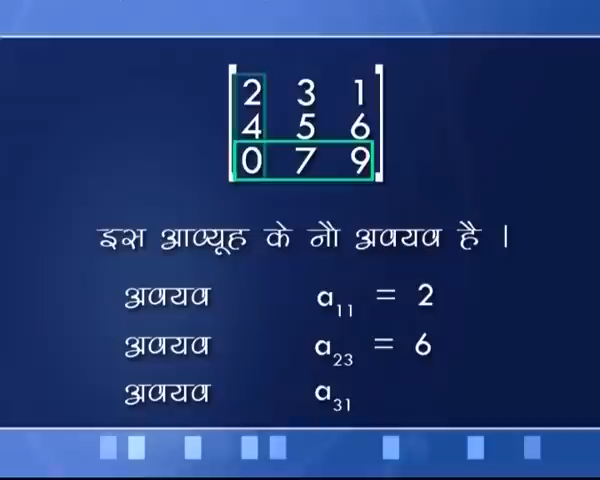 2 3 1
4 5 6
0 7 9
इस आव्यूह के नौ अवयव है ।
अवयव a₁₁ = 2
अवयव a₂₃ = 6
अवयव a₃₁